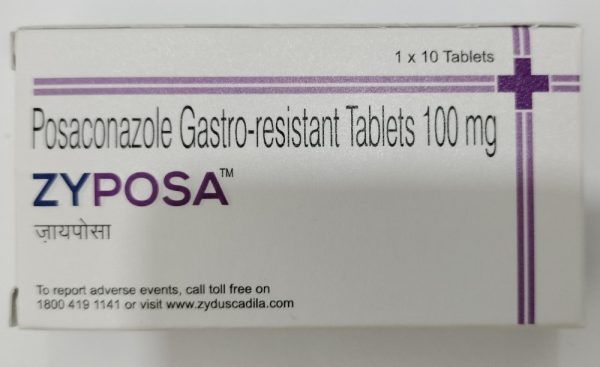 1 x 10 Tablets
Posaconazole Gastro-resistant Tablets 100 mg
ZYPOSA™
ज़ायपोसा
To report adverse events, call toll free on
1800 419 1141 or visit www.zyduscadila.com